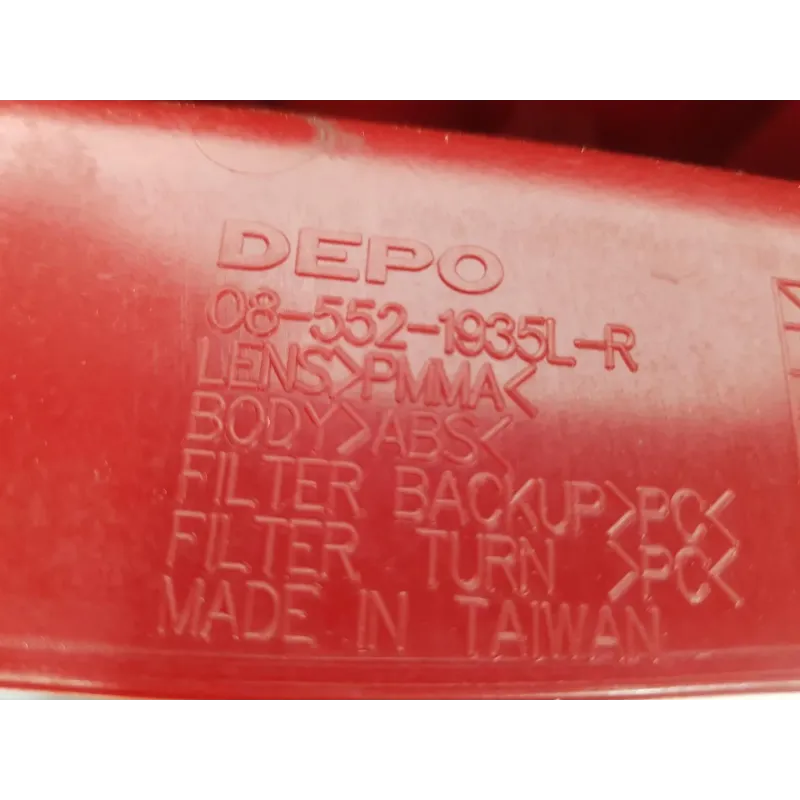 DEPO
08-552-1935L-R
LENS>PMMA<
BODY>ABS<
FILTER BACKUP>PC<
FILTER TURN >PC<
MADE IN TAIWAN